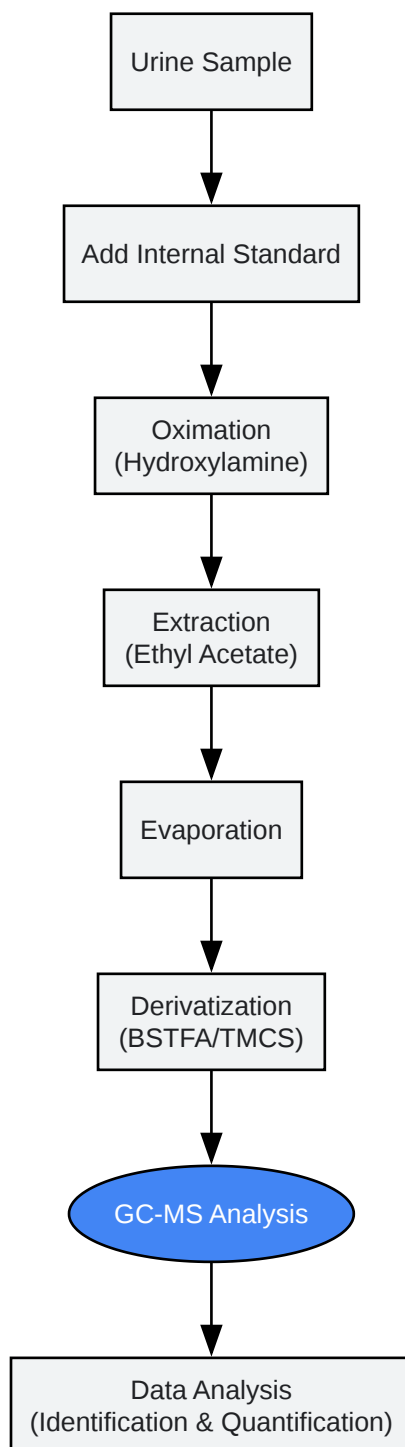 Urine Sample
Add Internal Standard
Oximation
(Hydroxylamine)
Extraction
(Ethyl Acetate)
Evaporation
Derivatization
(BSTFA/TMCS)
GC-MS Analysis
Data Analysis
(Identification & Quantification)